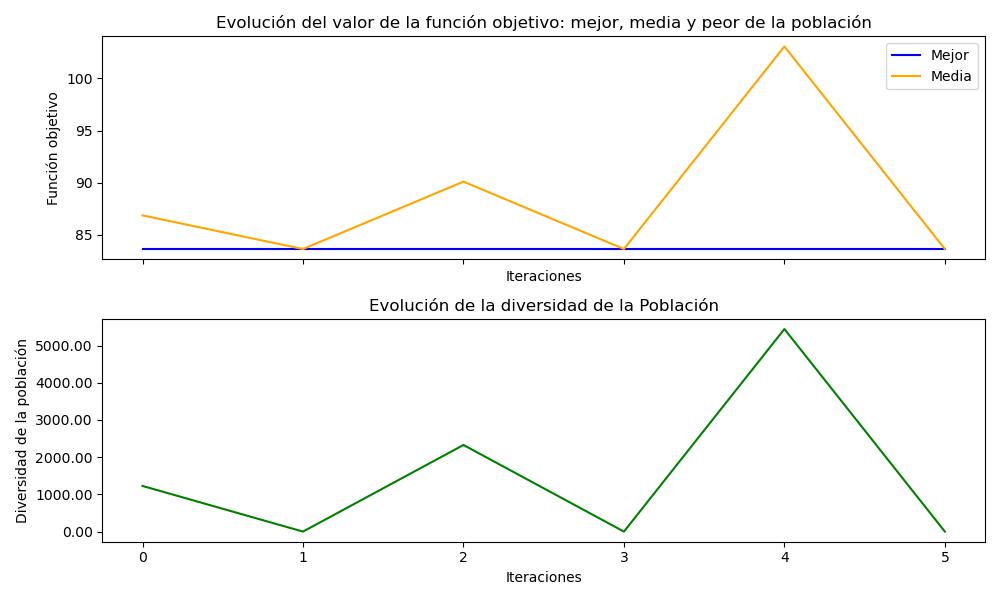 Evolución del valor de la función objetivo: mejor, media y peor de la población
Mejor
Media
100
95
90
85
Función objetivo
Iteraciones
Evolución de la diversidad de la Población
5000.00
4000.00
3000.00
2000.00
1000.00
0.00
Diversidad de la población
0 1 2 3 4 5
Iteraciones